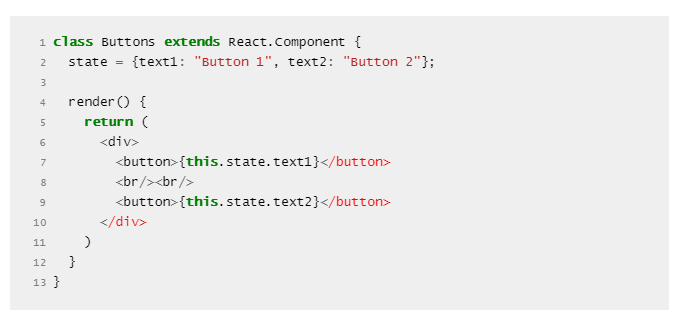 1 class Buttons extends React.Component {
2   state = {text1: "Button 1", text2: "Button 2"};
3
4   render() {
5     return (
6       <div>
7         <button>{this.state.text1}</button>
8         <br/><br/>
9         <button>{this.state.text2}</button>
10       </div>
11     )
12   }
13 }